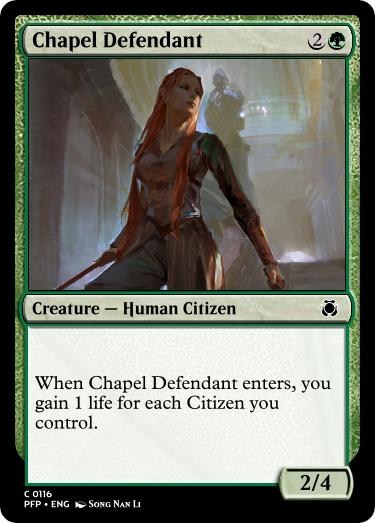 Chapel Defendant 2
Creature — Human Citizen
When Chapel Defendant enters, you
gain 1 life for each Citizen you
control.
2/4
C 0116
PFP • ENG Song Nan Li